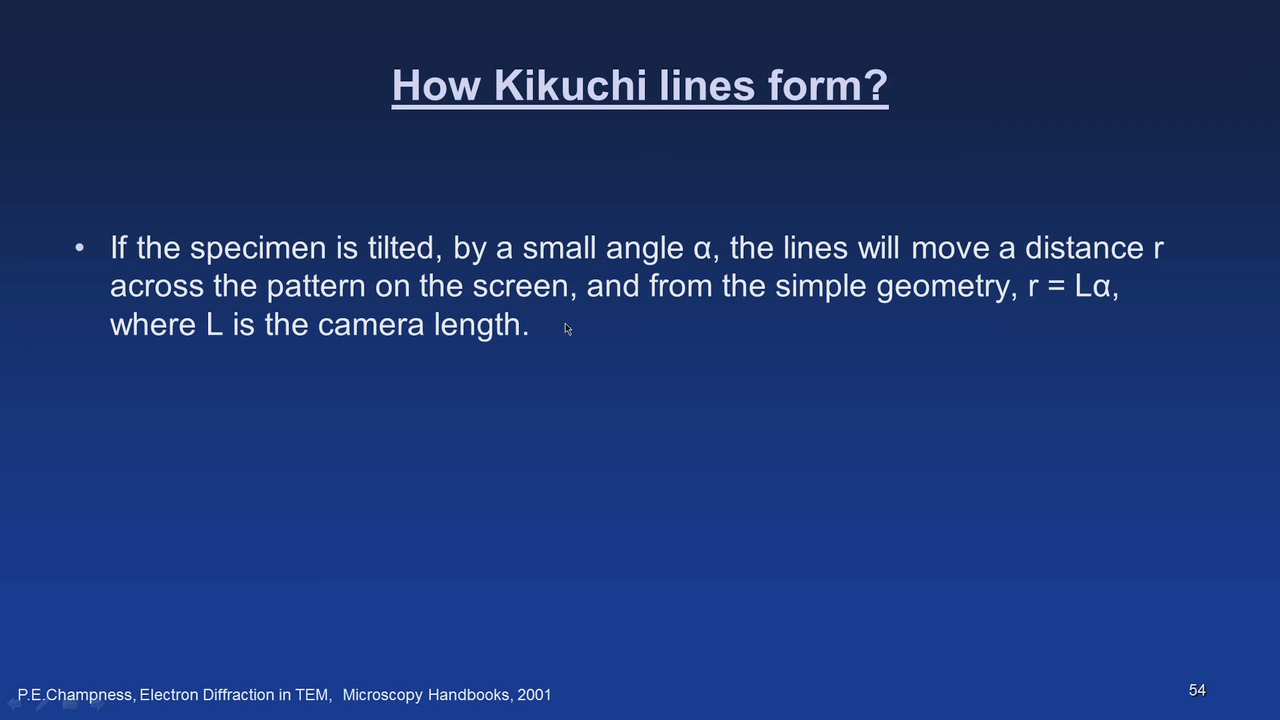 How Kikuchi lines form?
• If the specimen is tilted, by a small angle α, the lines will move a distance r
across the pattern on the screen, and from the simple geometry, r = Lα,
where L is the camera length.
P.E.Champness, Electron Diffraction in TEM, Microscopy Handbooks, 2001
54